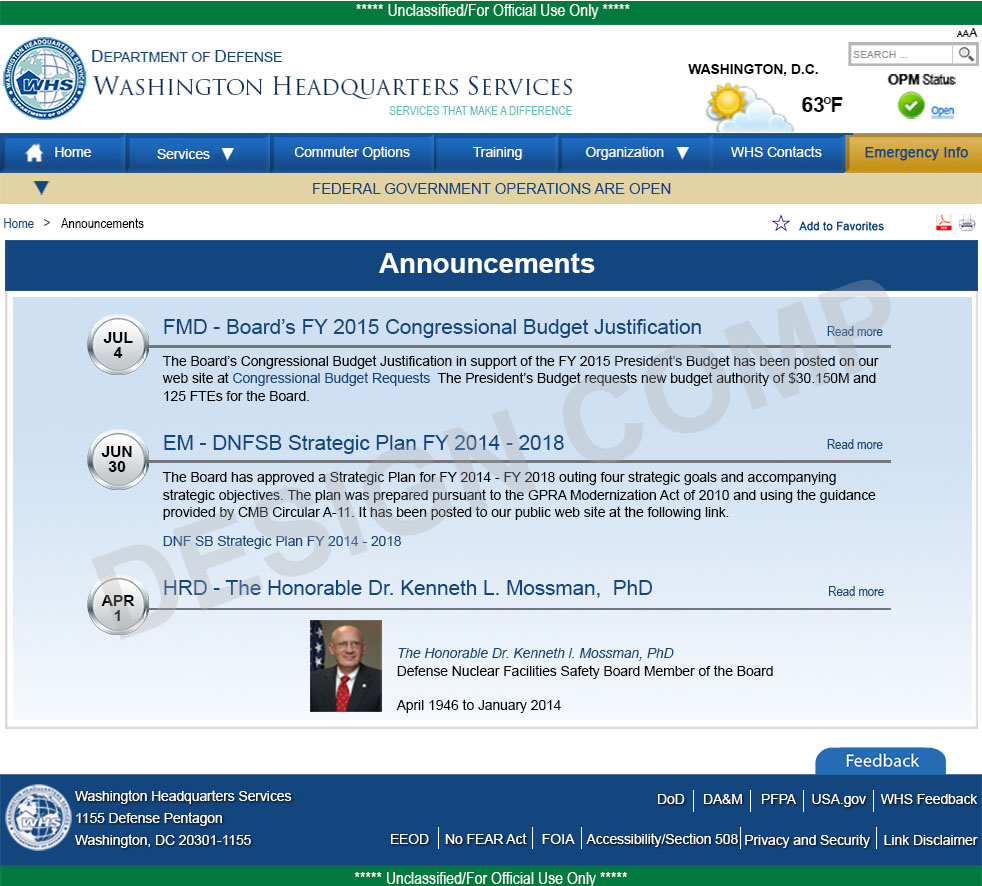 ***** Unclassified/For Official Use Only *****
AAA
DEPARTMENT OF DEFENSE
WASHINGTON HEADQUARTERS SERVICES
SERVICES THAT MAKE A DIFFERENCE
WHS
SEARCH ...
WASHINGTON, D.C.
63°F
OPM Status
Open
Home
Services
Commuter Options
Training
Organization
WHS Contacts
Emergency Info
FEDERAL GOVERNMENT OPERATIONS ARE OPEN
Home > Announcements
Add to Favorites
Announcements
JUL
4
FMD - Board’s FY 2015 Congressional Budget Justification
Read more
The Board’s Congressional Budget Justification in support of the FY 2015 President’s Budget has been posted on our
web site at Congressional Budget Requests The President’s Budget requests new budget authority of $30.150M and
125 FTEs for the Board.
JUN
30
EM - DNFSB Strategic Plan FY 2014 - 2018
Read more
The Board has approved a Strategic Plan for FY 2014 - FY 2018 outing four strategic goals and accompanying
strategic objectives. The plan was prepared pursuant to the GPRA Modernization Act of 2010 and using the guidance
provided by CMB Circular A-11. It has been posted to our public web site at the following link.
DNF SB Strategic Plan FY 2014 - 2018
APR
1
HRD - The Honorable Dr. Kenneth L. Mossman, PhD
Read more
The Honorable Dr. Kenneth l. Mossman, PhD
Defense Nuclear Facilities Safety Board Member of the Board
April 1946 to January 2014
DESIGN COMP
Feedback
WHS
Washington Headquarters Services
1155 Defense Pentagon
Washington, DC 20301-1155
DoD
DA&M
PFPA
USA.gov
WHS Feedback
EEOD
No FEAR Act
FOIA
Accessibility/Section 508
Privacy and Security
Link Disclaimer
***** Unclassified/For Official Use Only *****